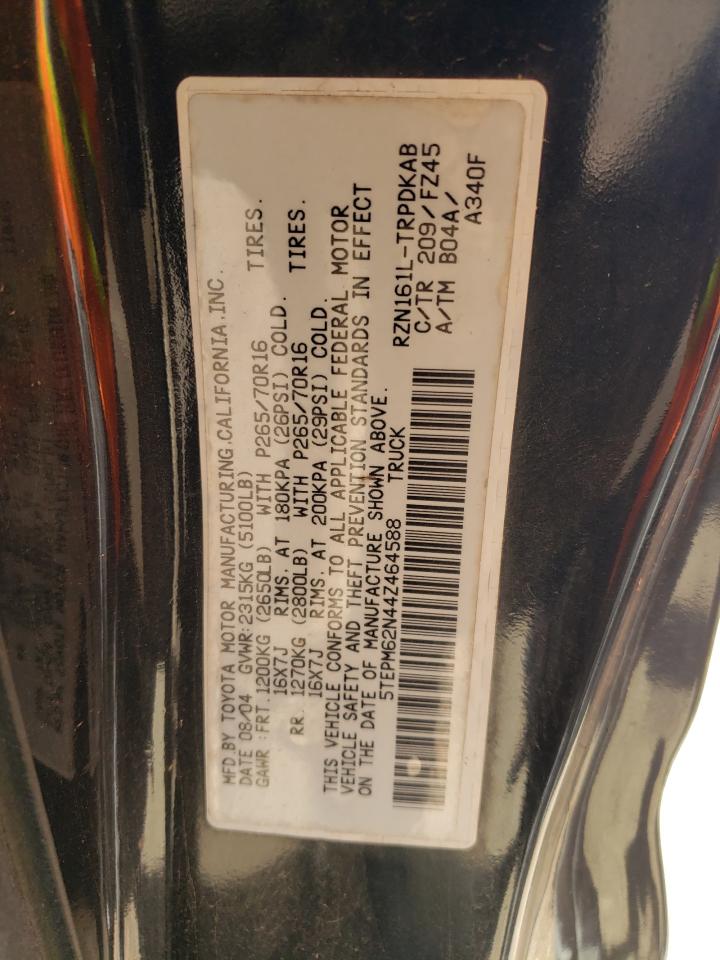 MFD.BY TOYOTA MOTOR MANUFACTURING,CALIFORNIA,INC.
DATE 08/04 GVWR:2315KG (5100LB)
GAWR :FRT.1200KG (2650LB) WITH P265/70R16 TIRES.
16X7J RIMS. AT 180KPA (26PSI) COLD.
RR. 1270KG (2800LB) WITH P265/70R16 TIRES.
16X7J RIMS. AT 200KPA (29PSI) COLD.
THIS VEHICLE CONFORMS TO ALL APPLICABLE FEDERAL MOTOR
VEHICLE SAFETY AND THEFT PREVENTION STANDARDS IN EFFECT
ON THE DATE OF MANUFACTURE SHOWN ABOVE.
5TEPM62N44Z464588 TRUCK
RZN161L-TRPDKAB
C/TR 209/FZ45
A/TM B04A/
A340F